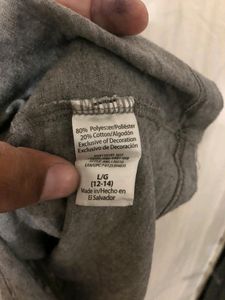 80% Polyester/Poliéster
20% Cotton/Algodón
Exclusive of Decoration
Exclusivo de Decoración
L/G
(12-14)
Made in/Hecho en
El Salvador